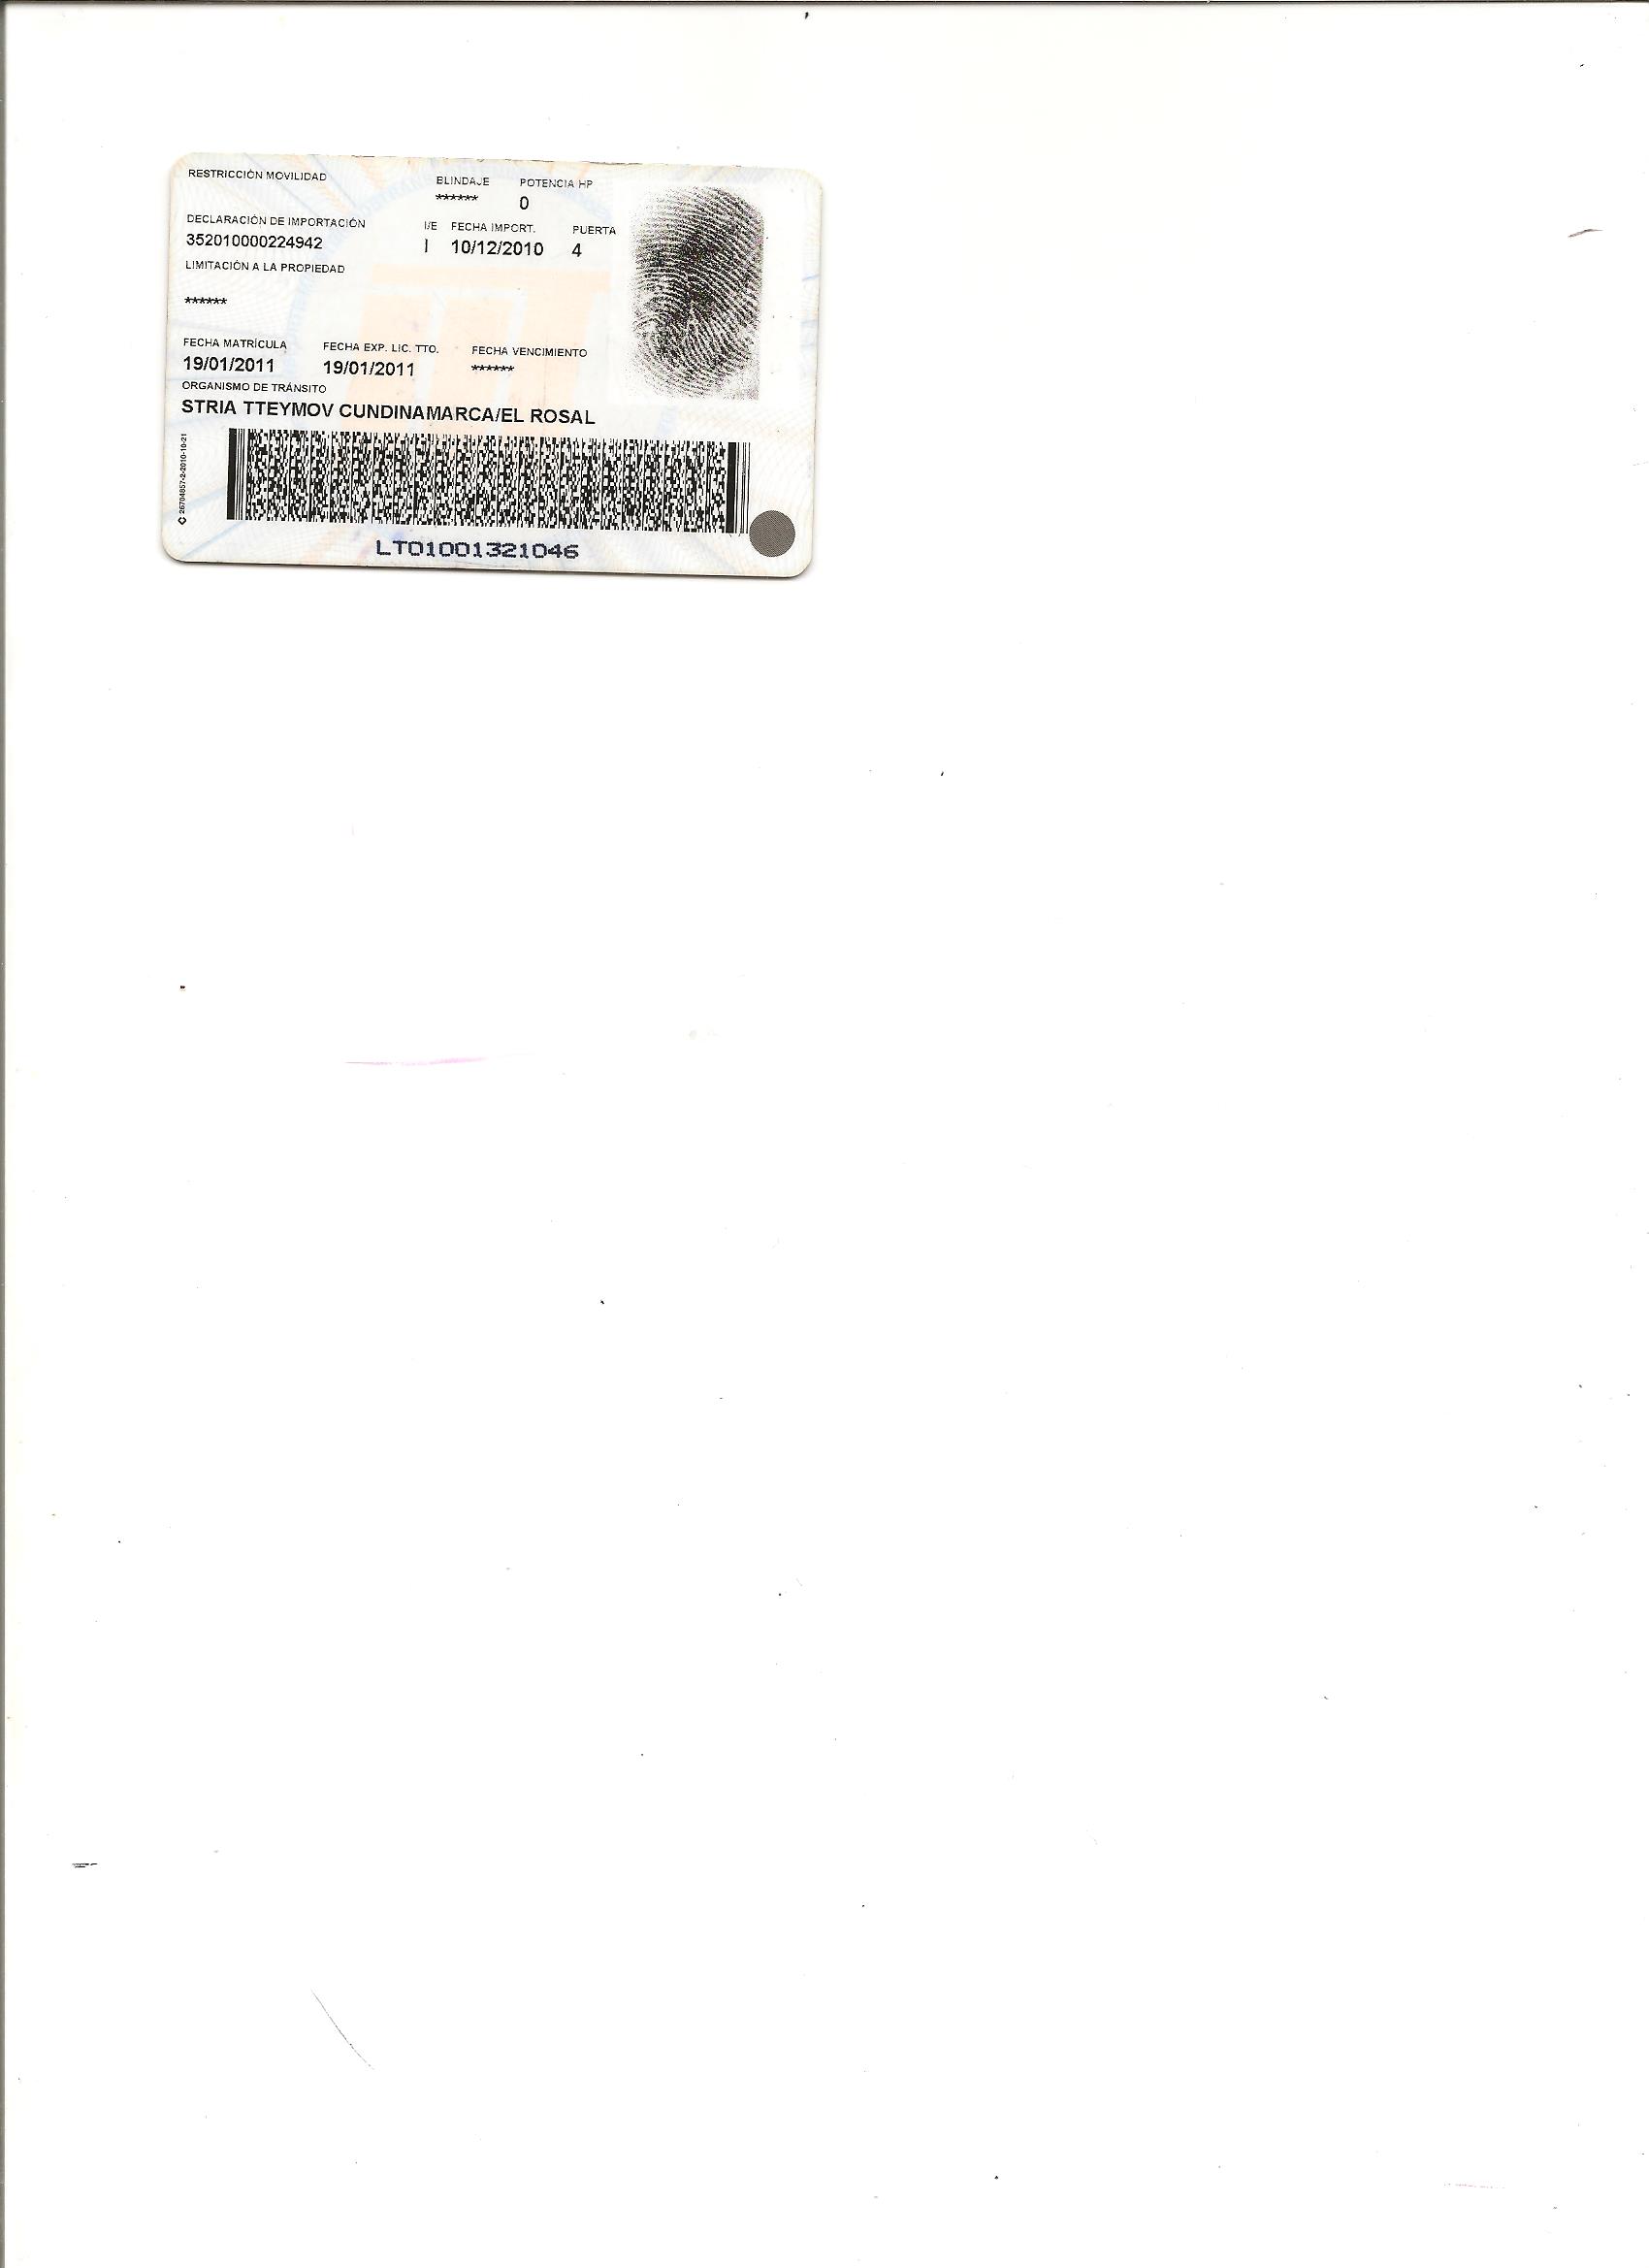 RESTRICCIÓN MOVILIDAD BLINDAJE POTENCIA HP
****** 0
DECLARACIÓN DE IMPORTACIÓN I/E FECHA IMPORT. PUERTA
352010000224942 I 10/12/2010 4
LIMITACIÓN A LA PROPIEDAD
******
FECHA MATRÍCULA FECHA EXP. LIC. TTO. FECHA VENCIMIENTO
19/01/2011 19/01/2011 ******
ORGANISMO DE TRÁNSITO
STRIA TTEYMOV CUNDINAMARCA/EL ROSAL
LT01001321046